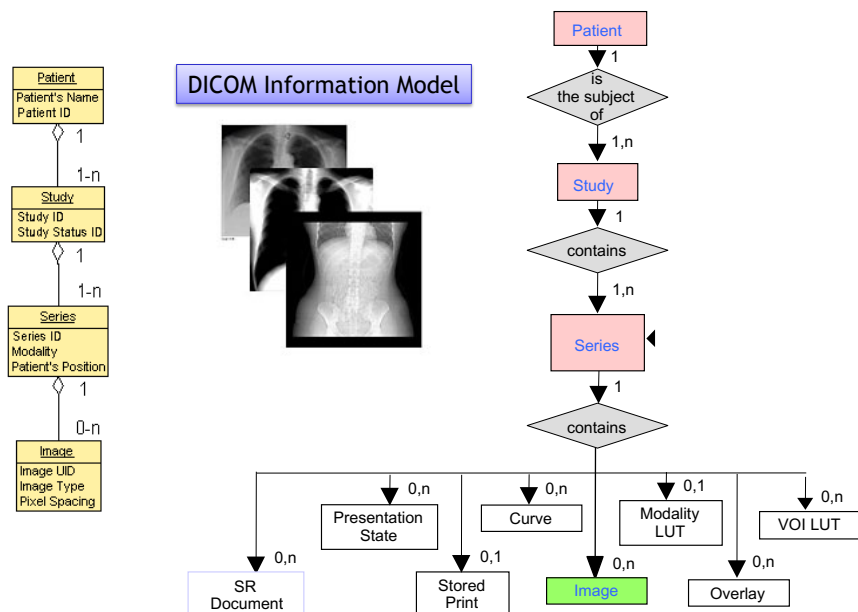 DICOM Information Model
Patient
Patient's Name
Patient ID
1
1-n
Study
Study ID
Study Status ID
1
1-n
Series
Series ID
Modality
Patient's Position
1
0-n
Image
Image UID
Image Type
Pixel Spacing
Patient
1
is
the subject
of
1,n
Study
1
contains
1,n
Series
1
contains
0,n
Presentation
State
0,n
Curve
0,1
Modality
LUT
0,n
VOI LUT
0,n
SR
Document
0,1
Stored
Print
0,n
Image
0,n
Overlay